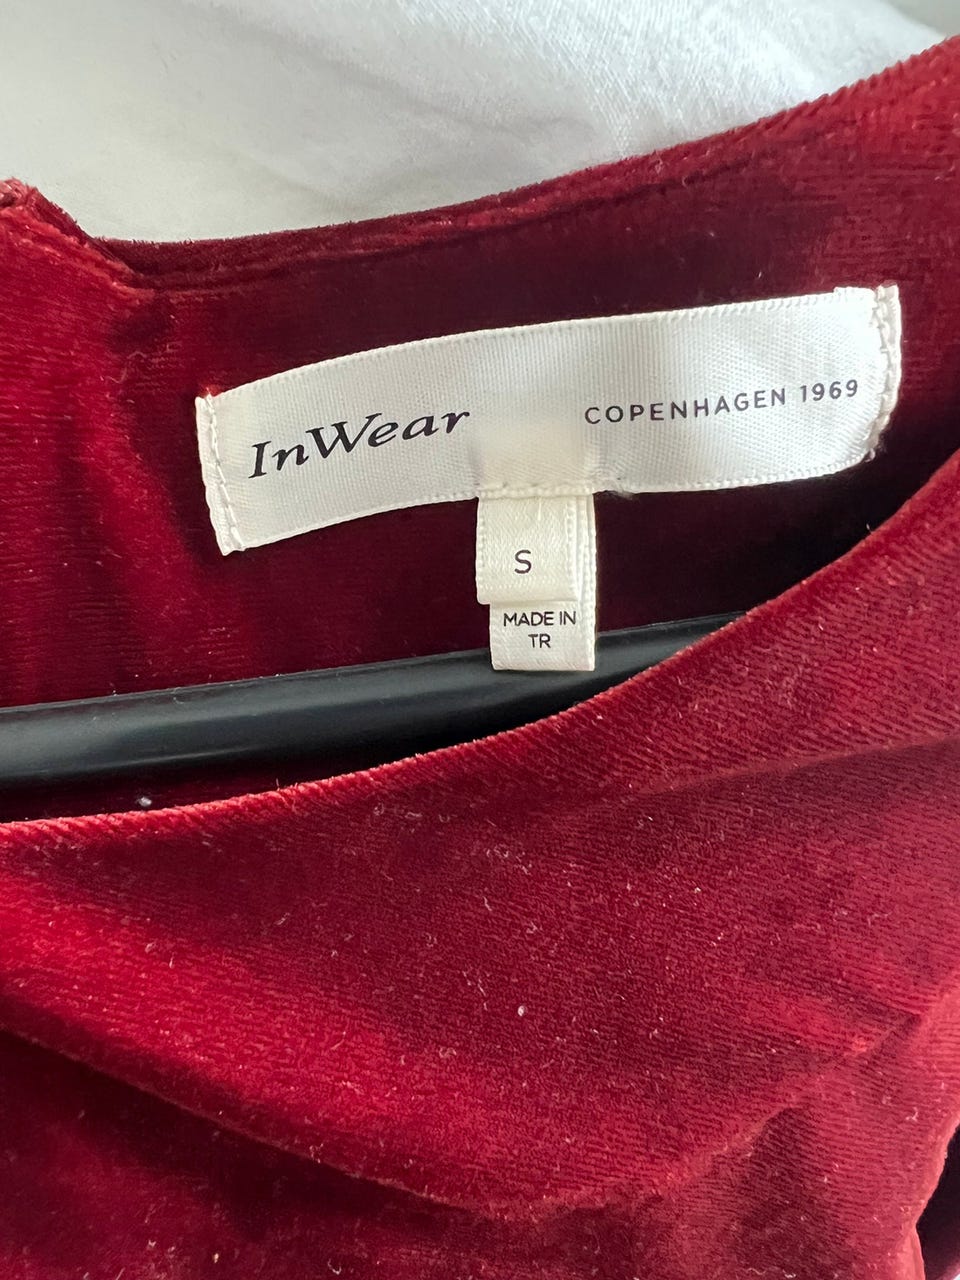 InWear COPENHAGEN 1969
S
MADE IN
TR